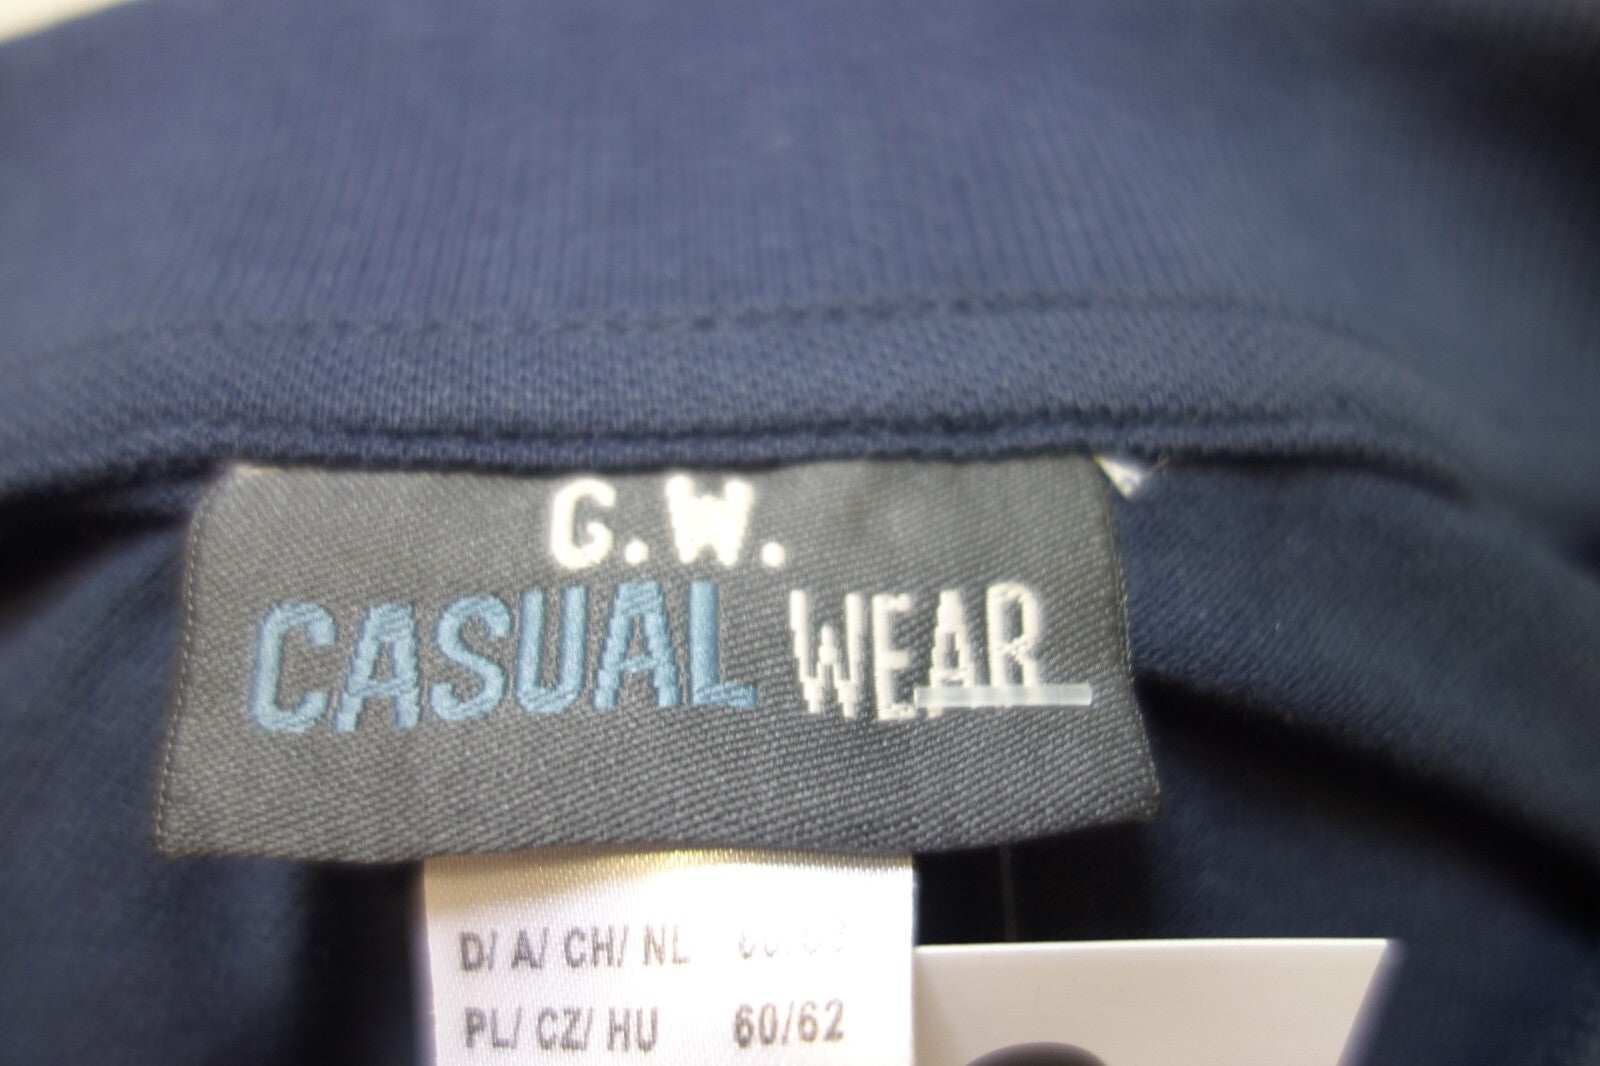 G.W.
CASUAL WEAR
D/ A/ CH/ NL
PL/ CZ/ HU 60/62